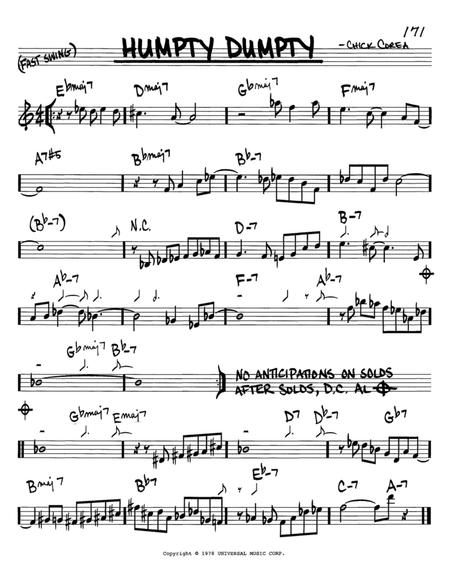 171
(FAST SWING) HUMPTY DUMPTY - CHICK COREA
Ebmaj7 Dmaj7 Gbmaj7 Fmaj7
A7#5 Bbmaj7 Bb-7
(Bb-7) N.C. D-7 B-7
Ab-7 F-7 Ab-7
Gbmaj7 Bb-7
NO ANTICIPATIONS ON SOLOS
AFTER SOLOS, D.C. AL
Gbmaj7 Emaj7 D7 Db-7 Gb7
Bmaj7 Bb7 Eb-7 C-7 A-7
Copyright © 1978 UNIVERSAL MUSIC CORP.